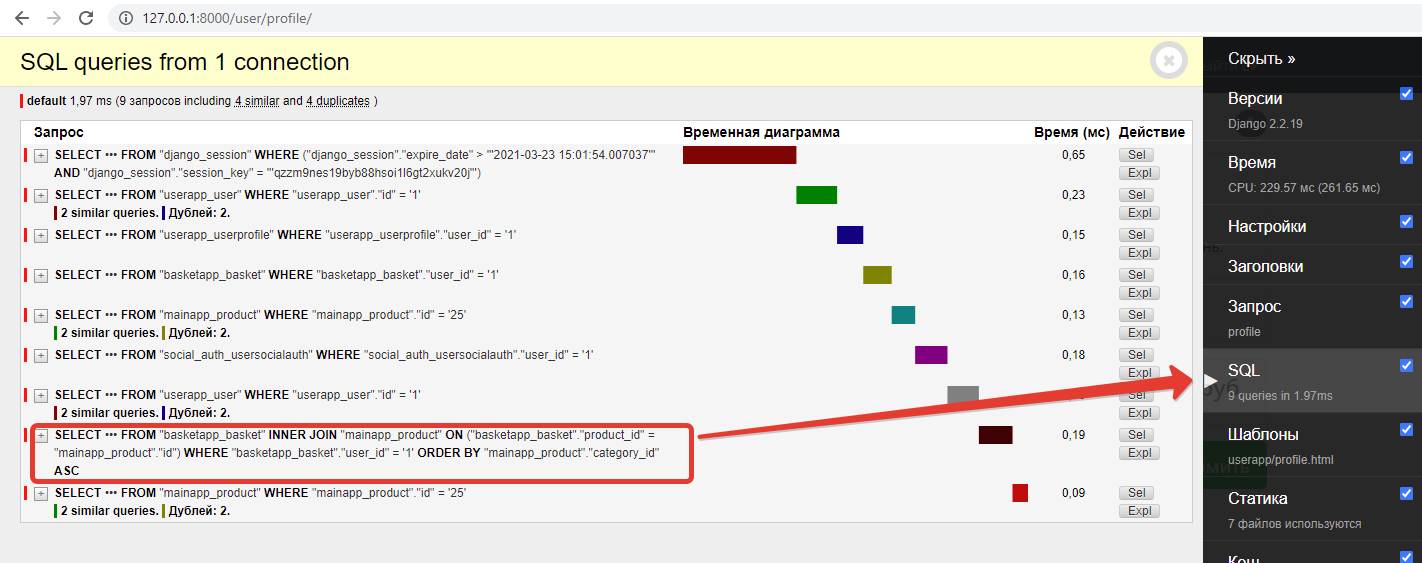 127.0.0.1:8000/user/profile/
SQL queries from 1 connection
default 1,97 ms (9 запросов including 4 similar and 4 duplicates )
Запрос Временная диаграмма Время (мс) Действие
+ SELECT ••• FROM "django_session" WHERE ("django_session"."expire_date" > '"2021-03-23 15:01:54.007037"' 0,65 Sel
AND "django_session"."session_key" = '"qzzm9nes19byb88hsoi1l6gt2xukv20j"') Expl
+ SELECT ••• FROM "userapp_user" WHERE "userapp_user"."id" = '1' 0,23 Sel
2 similar queries. Дублей: 2. Expl
+ SELECT ••• FROM "userapp_userprofile" WHERE "userapp_userprofile"."user_id" = '1' 0,15 Sel
Expl
+ SELECT ••• FROM "basketapp_basket" WHERE "basketapp_basket"."user_id" = '1' 0,16 Sel
Expl
+ SELECT ••• FROM "mainapp_product" WHERE "mainapp_product"."id" = '25' 0,13 Sel
2 similar queries. Дублей: 2. Expl
+ SELECT ••• FROM "social_auth_usersocialauth" WHERE "social_auth_usersocialauth"."user_id" = '1' 0,18 Sel
Expl
+ SELECT ••• FROM "userapp_user" WHERE "userapp_user"."id" = '1' Sel
2 similar queries. Дублей: 2. Expl
+ SELECT ••• FROM "basketapp_basket" INNER JOIN "mainapp_product" ON ("basketapp_basket"."product_id" = 0,19 Sel
"mainapp_product"."id") WHERE "basketapp_basket"."user_id" = '1' ORDER BY "mainapp_product"."category_id" Expl
ASC
+ SELECT ••• FROM "mainapp_product" WHERE "mainapp_product"."id" = '25' 0,09 Sel
2 similar queries. Дублей: 2. Expl
Скрыть »
Версии
Django 2.2.19
Время
CPU: 229.57 мс (261.65 мс)
Настройки
Заголовки
Запрос
profile
SQL
9 queries in 1.97ms
Шаблоны
userapp/profile.html
Статика
7 файлов используются
Кеш